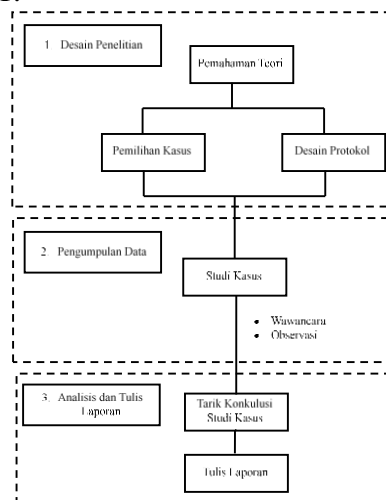 1 Desain Penelitian
Pemahaman Teori
Pemilihan Kasus
Desain Protokol
2 Pengumpulan Data
Studi Kasus
• Wawancara
• Observasi
3. Analisis dan Tulis
Laporan
Tarik Konkulusi
Studi Kasus
Tulis Laporan